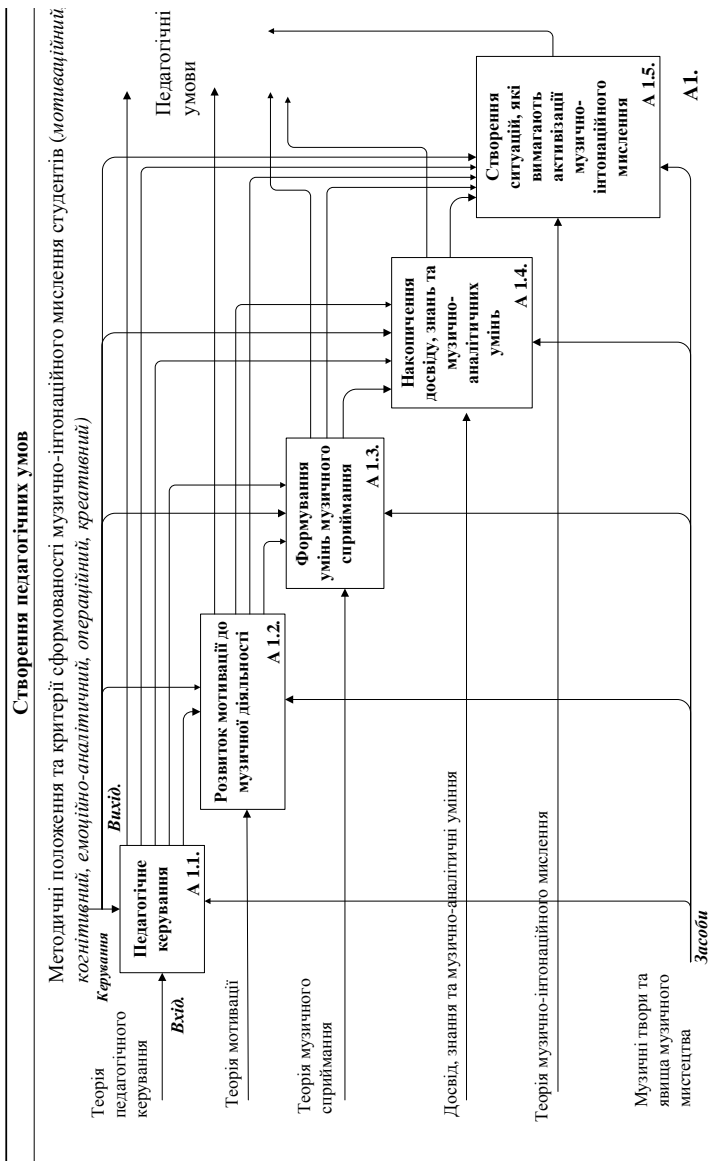 Створення педагогічних умов
Методичні положення та критерії сформованості музично-інтонаційного мислення студентів (мотиваційний,
когнітивний, емоційно-аналітичний, операційний, креативний)
Керування
Вихід.
Педагогічні
умови
Теорія
педагогічного
керування
Вхід.
Педагогічне
керування
А 1.1.
Теорія мотивації
Розвиток мотивації до
музичної діяльності
А 1.2.
Теорія музичного
сприймання
Формування
умінь музичного
сприймання
А 1.3.
Досвід, знання та музично-аналітичні уміння
Накопичення
досвіду, знань та
музично-
аналітичних
умінь
А 1.4.
Теорія музично-інтонаційного мислення
Створення
ситуацій, які
вимагають
активізації
музично-
інтонаційного
мислення
А 1.5.
Музичні твори та
явища музичного
мистецтва
Засоби
А1.